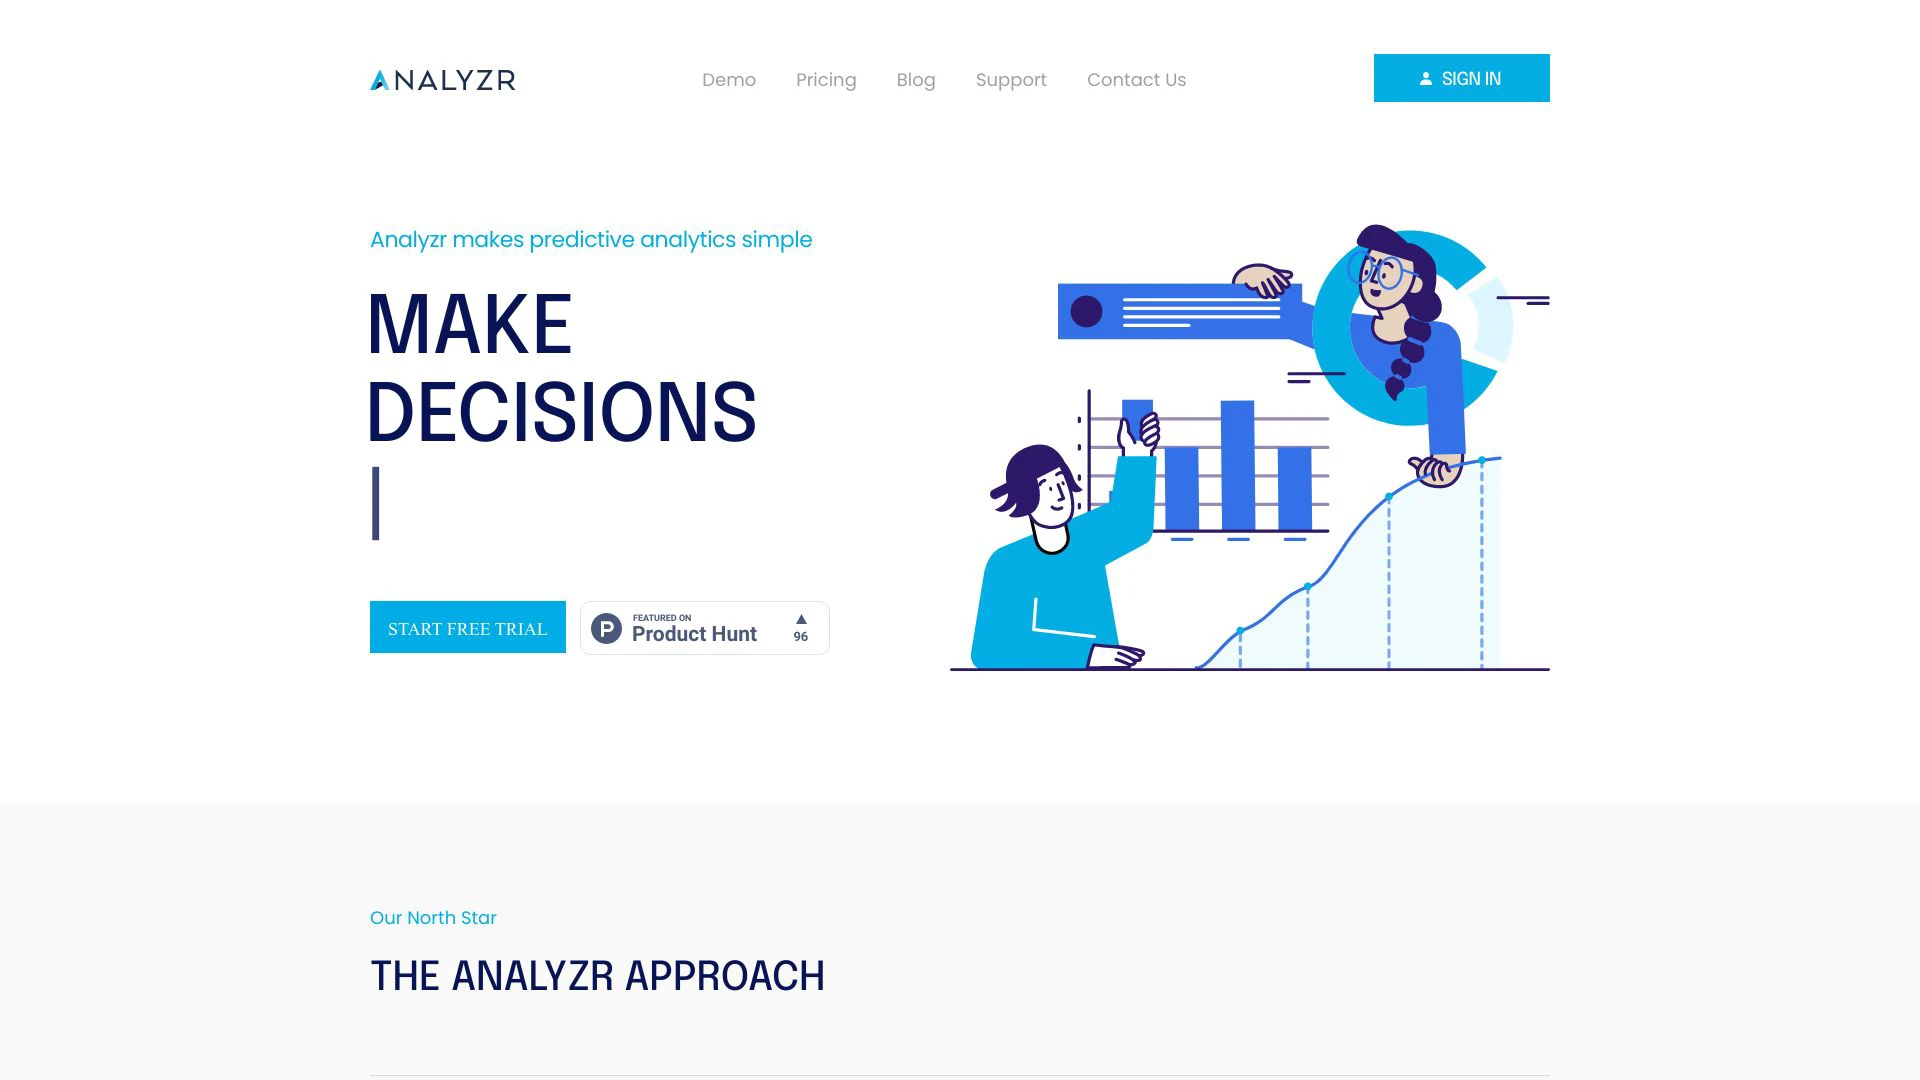 ANALYZR
Demo Pricing Blog Support Contact Us
SIGN IN
Analyzr makes predictive analytics simple
MAKE
DECISIONS
START FREE TRIAL
FEATURED ON
Product Hunt
96
Our North Star
THE ANALYZR APPROACH